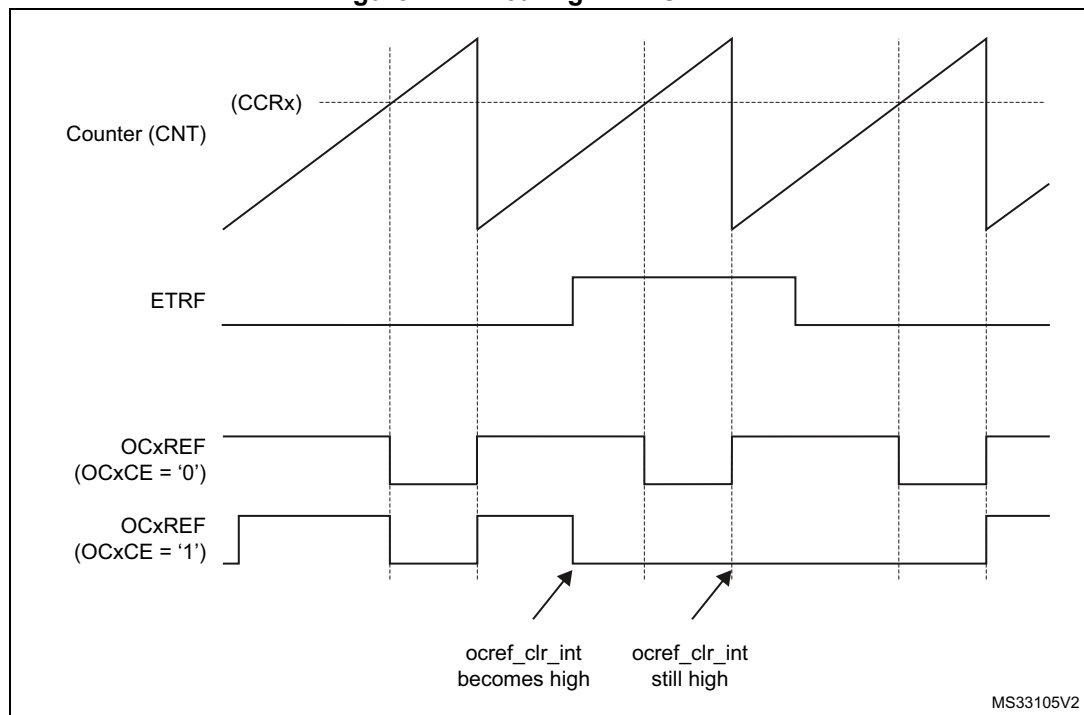 (CCRx)
Counter (CNT)
ETRF
OCxREF
(OCxCE = ‘0’)
OCxREF
(OCxCE = ‘1’)
ocref_clr_int
becomes high
ocref_clr_int
still high
MS33105V2